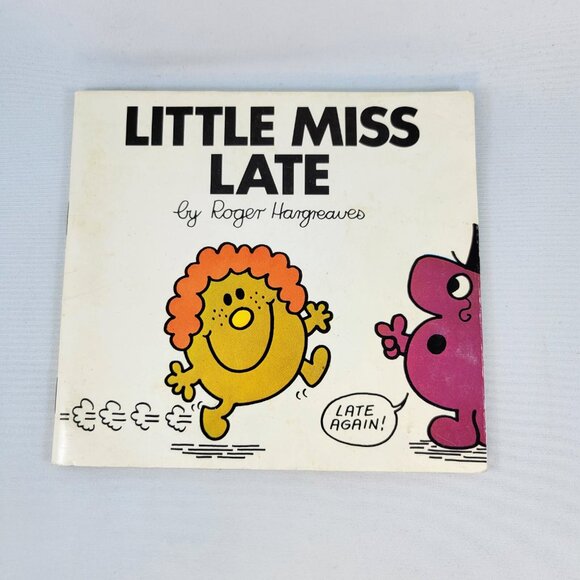 LITTLE MISS
LATE
by Roger Hargreaves
LATE
AGAIN!